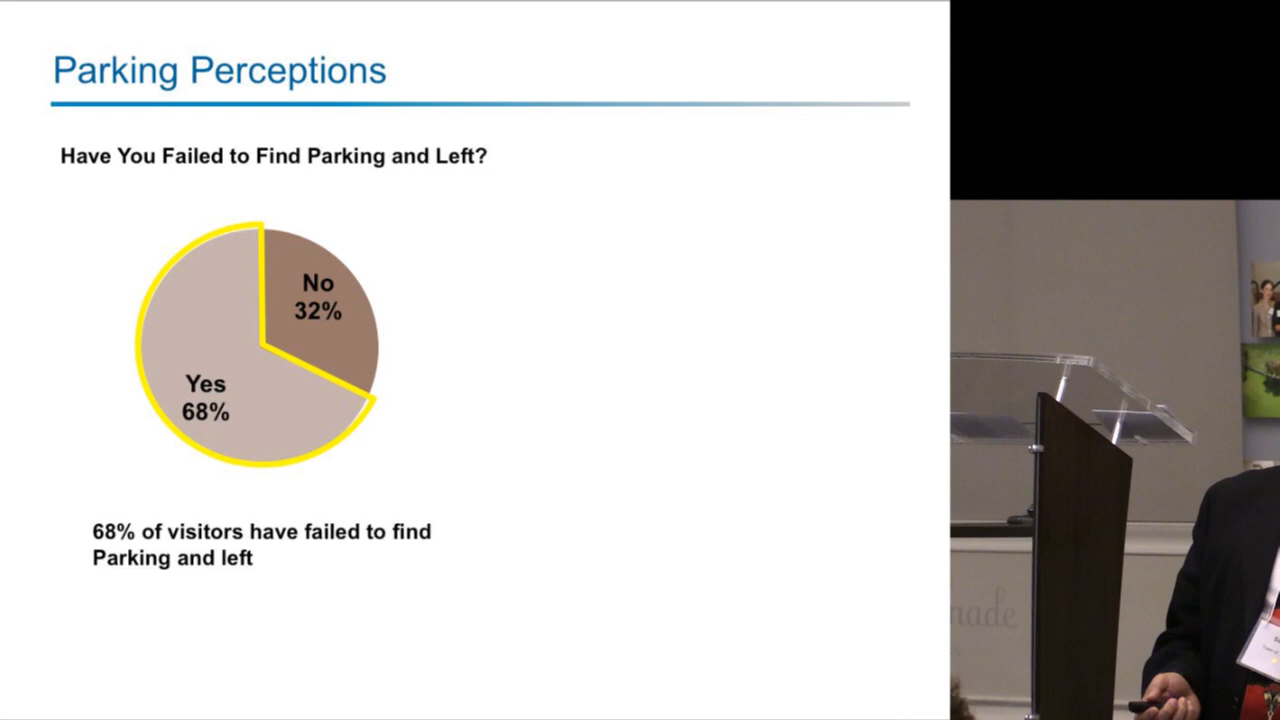 Parking Perceptions
Have You Failed to Find Parking and Left?
No
32%
Yes
68%
68% of visitors have failed to find
Parking and left